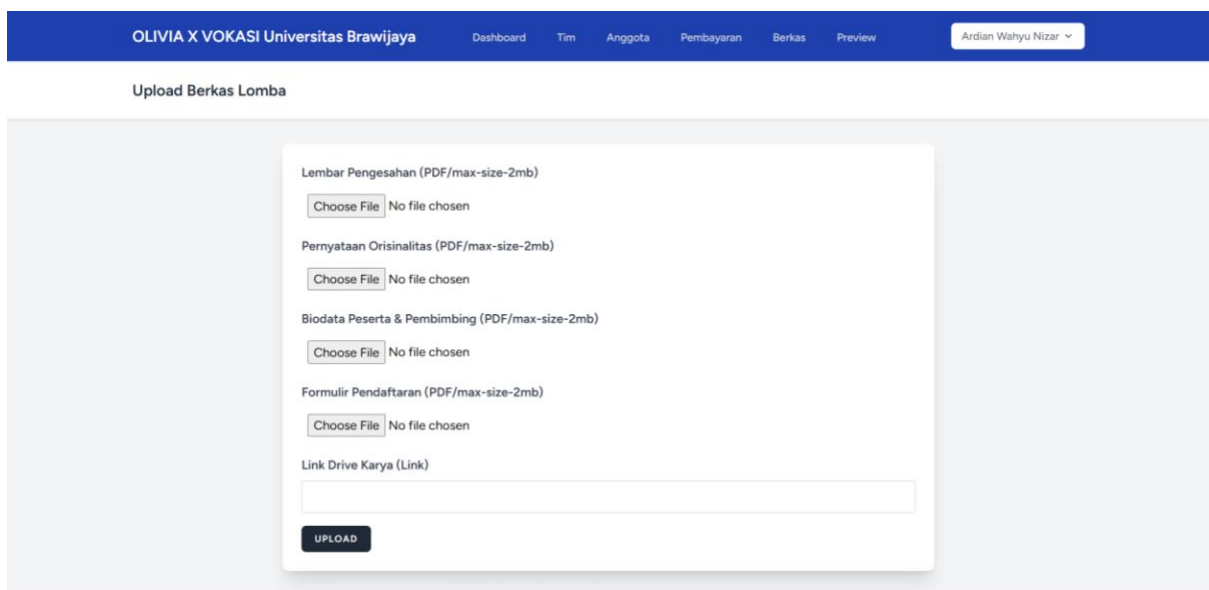 OLIVIA X VOKASI Universitas Brawijaya Dashboard Tim Anggota Pembayaran Berkas Preview Ardian Wahyu Nizar
Upload Berkas Lomba
Lembar Pengesahan (PDF/max-size-2mb)
Choose File No file chosen
Pernyataan Orisinalitas (PDF/max-size-2mb)
Choose File No file chosen
Biodata Peserta & Pembimbing (PDF/max-size-2mb)
Choose File No file chosen
Formulir Pendaftaran (PDF/max-size-2mb)
Choose File No file chosen
Link Drive Karya (Link)
UPLOAD